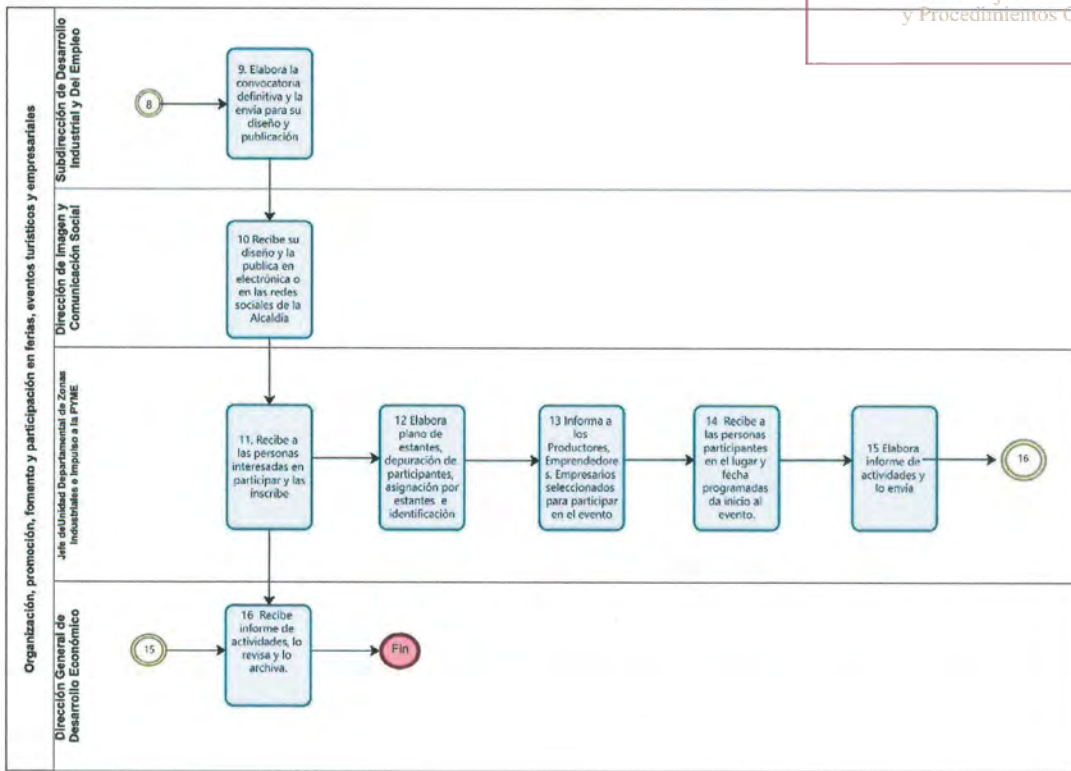 y Procedimientos
Organización, promoción, fomento y participación en ferias, eventos turísticos y empresariales
Subdirección de Desarrollo
Industrial y Del Empleo
8
9. Elabora la
convocatoria
definitiva y la
envía para su
diseño y
publicación
Dirección de Imagen y
Comunicación Social
10 Recibe su
diseño y la
publica en
electrónica o
en las redes
sociales de la
Alcaldía
Jefe deUnidad Departamental de Zonas
Industriales e Impulso a la PYME
11. Recibe a
las personas
interesadas en
participar y las
inscribe
12 Elabora
plano de
estantes,
depuración de
participantes,
asignación por
estantes e
identificación
13 Informa a
los
Productores,
Emprendedore
s, Empresarios
seleccionados
para participar
en el evento
14 Recibe a
las personas
participantes
en el lugar y
fecha
programadas
da inicio al
evento.
15 Elabora
informe de
actividades y
lo envía
16
Dirección General de
Desarrollo Económico
15
16 Recibe
informe de
actividades, lo
revisa y lo
archiva.
Fin